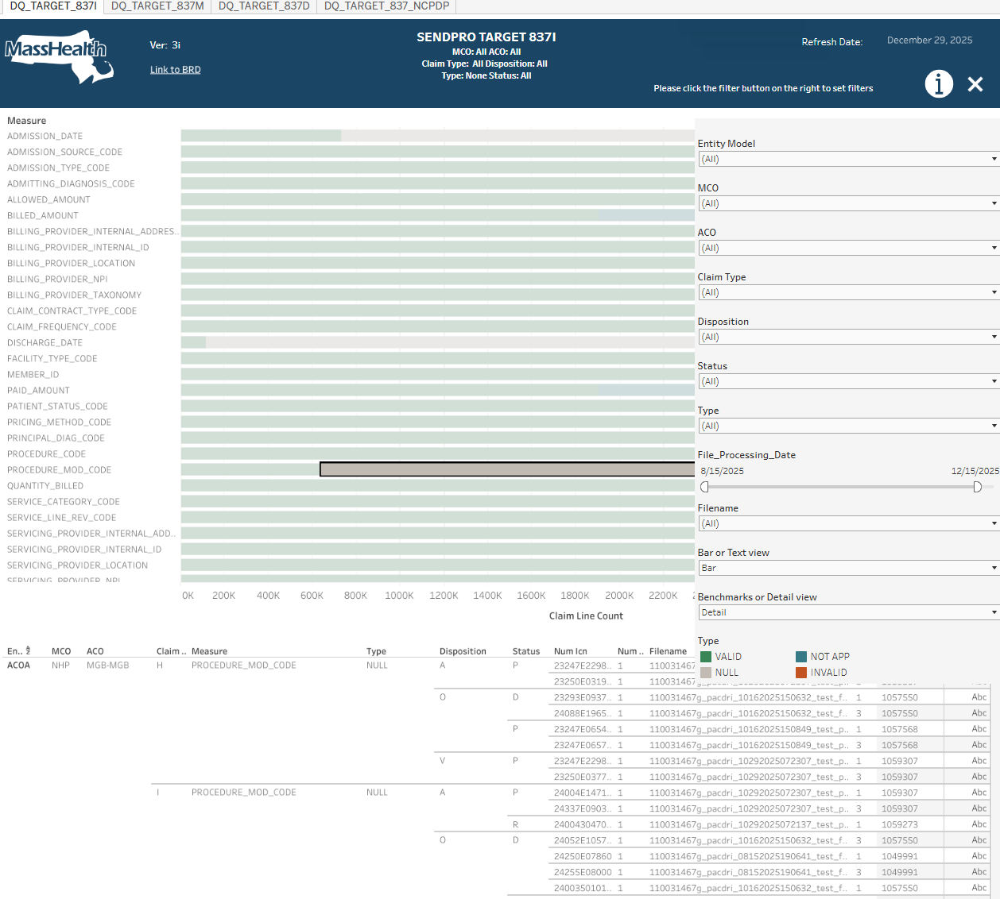 DQ_TARGET_837I DQ_TARGET_837M DQ_TARGET_837D DQ_TARGET_837_NCPDP
MassHealth
Ver: 3i
Link to BRD
SENDPRO TARGET 837I
MCO: All ACO: All
Claim Type: All Disposition: All
Type: None Status: All
Refresh Date: December 29, 2025
Please click the filter button on the right to set filters
Measure
ADMISSION_DATE
ADMISSION_SOURCE_CODE
ADMISSION_TYPE_CODE
ADMITTING_DIAGNOSIS_CODE
ALLOWED_AMOUNT
BILLED_AMOUNT
BILLING_PROVIDER_INTERNAL_ADDRES..
BILLING_PROVIDER_INTERNAL_ID
BILLING_PROVIDER_LOCATION
BILLING_PROVIDER_NPI
BILLING_PROVIDER_TAXONOMY
CLAIM_CONTRACT_TYPE_CODE
CLAIM_FREQUENCY_CODE
DISCHARGE_DATE
FACILITY_TYPE_CODE
MEMBER_ID
PAID_AMOUNT
PATIENT_STATUS_CODE
PRICING_METHOD_CODE
PRINCIPAL_DIAG_CODE
PROCEDURE_CODE
PROCEDURE_MOD_CODE
QUANTITY_BILLED
SERVICE_CATEGORY_CODE
SERVICE_LINE_REV_CODE
SERVICING_PROVIDER_INTERNAL_ADD..
SERVICING_PROVIDER_INTERNAL_ID
SERVICING_PROVIDER_LOCATION
SERVICING_PROVIDER_NPI
0K 200K 400K 600K 800K 1000K 1200K 1400K 1600K 1800K 2000K 2200K
Claim Line Count
Entity Model
(All)
MCO
(All)
ACO
(All)
Claim Type
(All)
Disposition
(All)
Status
(All)
Type
(All)
File_Processing_Date
8/15/2025 12/15/2025
Filename
(All)
Bar or Text view
Bar
Benchmarks or Detail view
Detail
Type
VALID NOT APP
NULL INVALID
En.. MCO ACO Claim .. Measure Type Disposition Status Num Icn Num .. Filename
ACOA NHP MGB-MGB H PROCEDURE_MOD_CODE NULL A P 23247E2298.. 1 110031467
23250E0319.. 1
O D 23293E0937.. 1 110031467g_pacdri_10162025150632_test_f.. 1 1057550 Abc
24088E1965.. 1 110031467g_pacdri_10162025150632_test_f.. 3 1057550 Abc
P 23247E0654.. 1 110031467g_pacdri_10162025150849_test_p.. 1 1057568 Abc
23247E0657.. 1 110031467g_pacdri_10162025150849_test_p.. 3 1057568 Abc
V P 23247E2298.. 1 110031467g_pacdri_10292025072307_test_p.. 1 1059307 Abc
23250E0377.. 1 110031467g_pacdri_10292025072307_test_p.. 3 1059307 Abc
I PROCEDURE_MOD_CODE NULL A P 24004E1471.. 1 110031467g_pacdri_10292025072307_test_p.. 1 1059307 Abc
24337E0903.. 1 110031467g_pacdri_10292025072307_test_p.. 3 1059307 Abc
R 2400430470.. 1 110031467g_pacdri_10292025072137_test_p.. 1 1059273 Abc
O D 24052E1057.. 1 110031467g_pacdri_10162025150632_test_f.. 3 1057550 Abc
24250E07860 1 110031467g_pacdri_08152025190641_test_f.. 1 1049991 Abc
24255E08000 1 110031467g_pacdri_08152025190641_test_f.. 3 1049991 Abc
2400350101.. 1 110031467g_pacdri_10162025150632_test_f.. 1 1057550 Abc